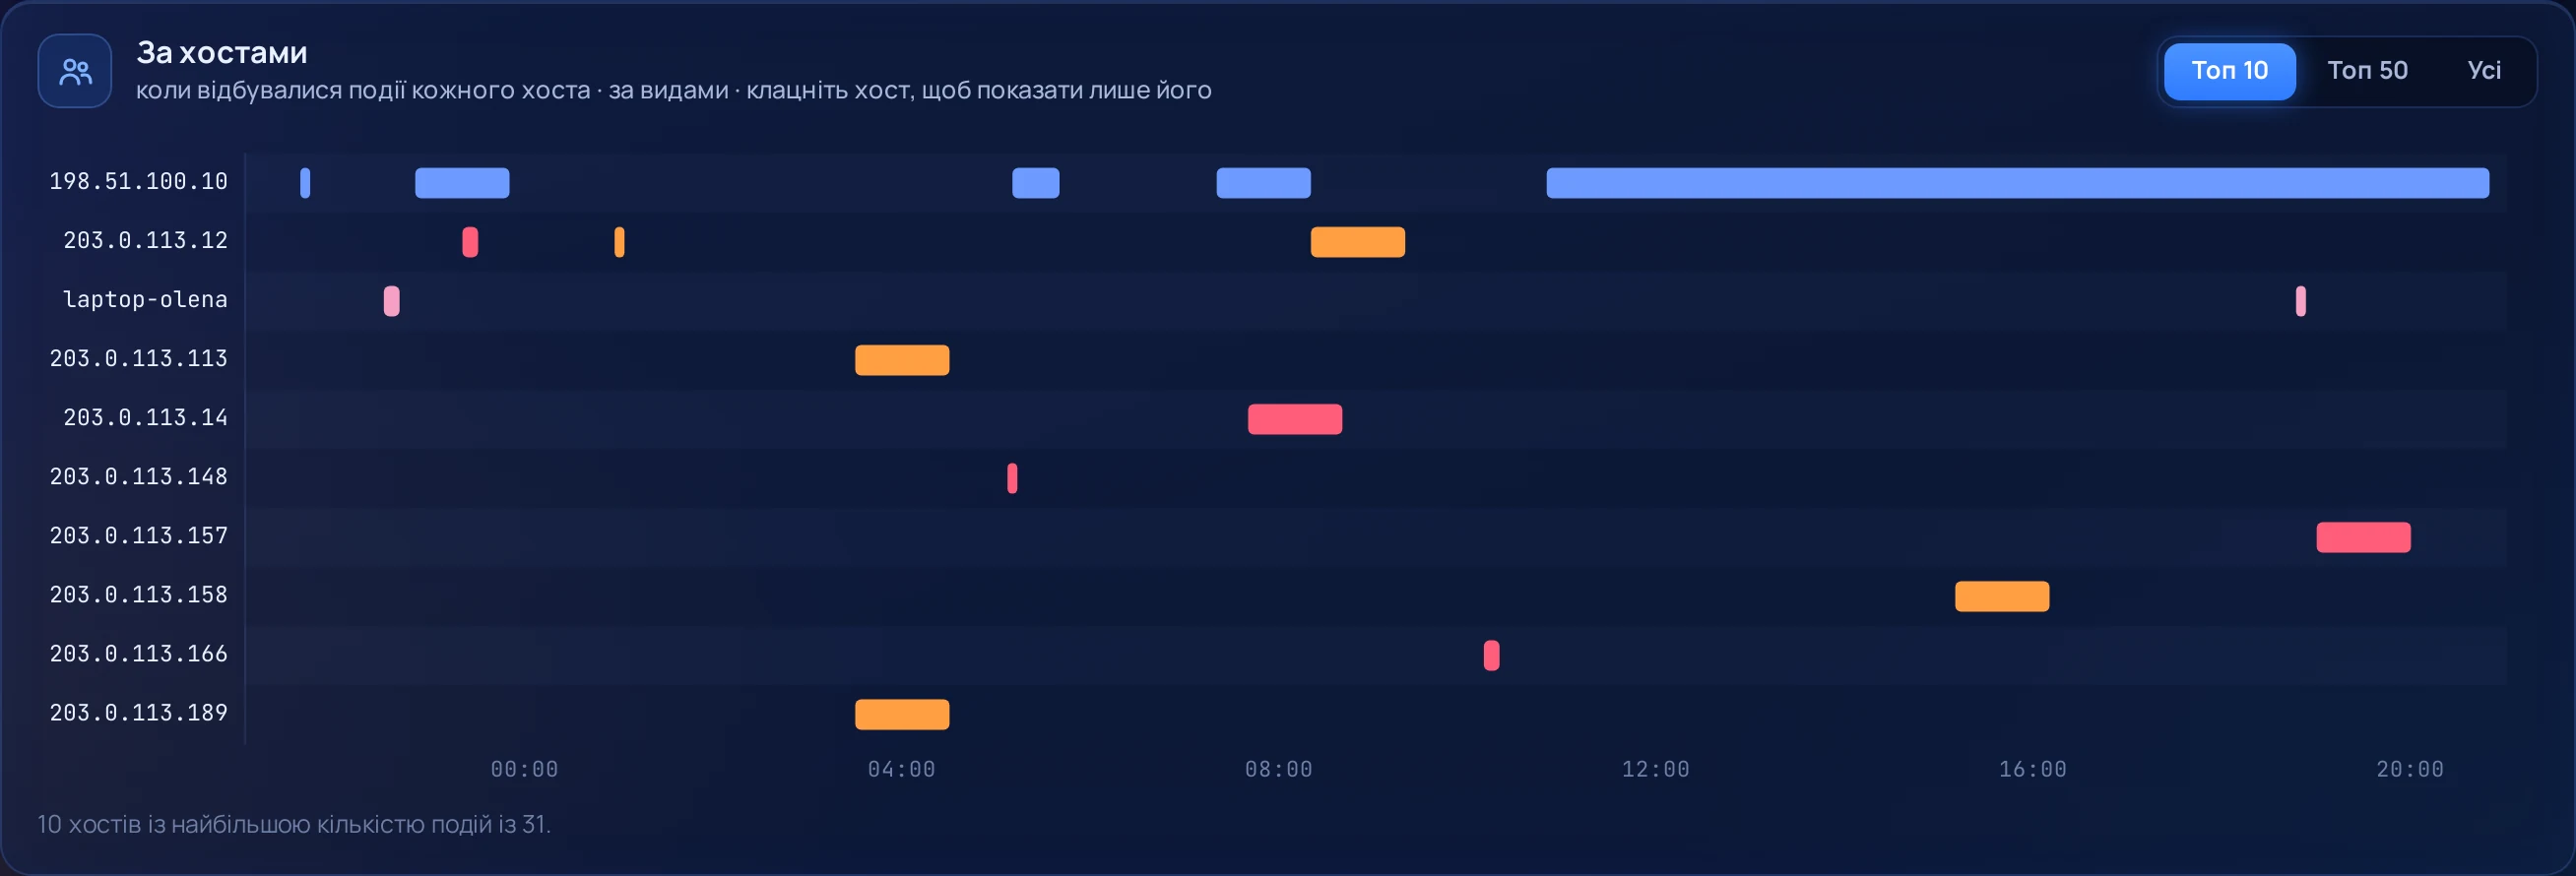 За хостами
коли відбувалися події кожного хоста · за видами · клацніть хост, щоб показати лише його
Топ 10 Топ 50 Усі
198.51.100.10
203.0.113.12
laptop-olena
203.0.113.113
203.0.113.14
203.0.113.148
203.0.113.157
203.0.113.158
203.0.113.166
203.0.113.189
00:00 04:00 08:00 12:00 16:00 20:00
10 хостів із найбільшою кількістю подій із 31.